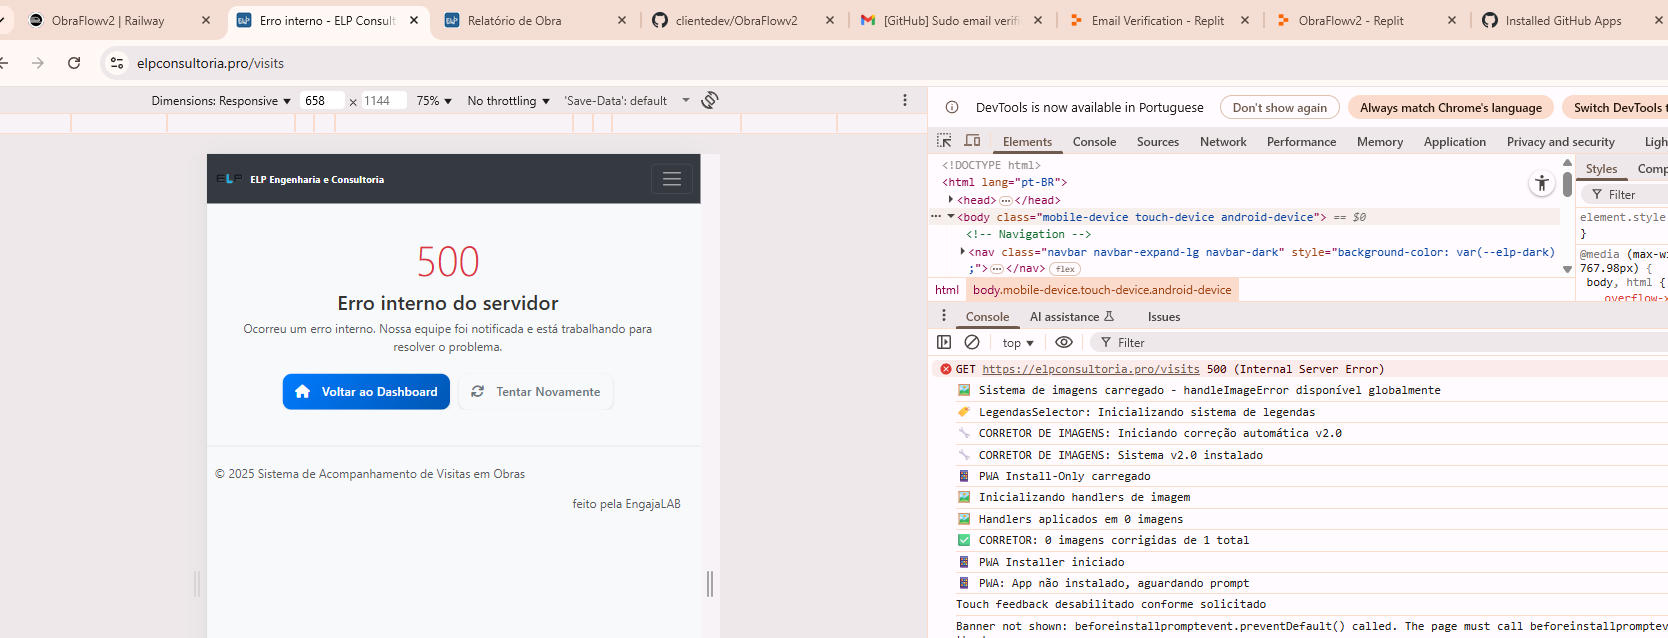 ObraFlowv2 | Railway
Erro interno - ELP Consult
Relatório de Obra
clientedev/ObraFlowv2
[GitHub] Sudo email verifi
Email Verification - Replit
ObraFlowv2 - Replit
Installed GitHub Apps
elpconsultoria.pro/visits
Dimensions: Responsive
658
×
1144
75%
No throttling
'Save-Data': default
DevTools is now available in Portuguese
Don't show again
Always match Chrome's language
Switch DevTools t
Elements
Console
Sources
Network
Performance
Memory
Application
Privacy and security
Ligh
<!DOCTYPE html>
<html lang="pt-BR">
<head>…</head>
<body class="mobile-device touch-device android-device"> == $0
<!-- Navigation -->
<nav class="navbar navbar-expand-lg navbar-dark" style="background-color: var(--elp-dark)
;">…</nav> flex
html
body.mobile-device.touch-device.android-device
Styles
Comp
Filter
element.style
}
@media (max-wi
767.98px) {
body, html {
overflow-x
ELP
ELP Engenharia e Consultoria
500
Erro interno do servidor
Ocorreu um erro interno. Nossa equipe foi notificada e está trabalhando para
resolver o problema.
Voltar ao Dashboard
Tentar Novamente
© 2025 Sistema de Acompanhamento de Visitas em Obras
feito pela EngajaLAB
Console
AI assistance
Issues
top
Filter
GET https://elpconsultoria.pro/visits 500 (Internal Server Error)
Sistema de imagens carregado - handleImageError disponível globalmente
LegendasSelector: Inicializando sistema de legendas
CORRETOR DE IMAGENS: Iniciando correção automática v2.0
CORRETOR DE IMAGENS: Sistema v2.0 instalado
PWA Install-Only carregado
Inicializando handlers de imagem
Handlers aplicados em 0 imagens
CORRETOR: 0 imagens corrigidas de 1 total
PWA Installer iniciado
PWA: App não instalado, aguardando prompt
Touch feedback desabilitado conforme solicitado
Banner not shown: beforeinstallpromptevent.preventDefault() called. The page must call beforeinstallpromptev